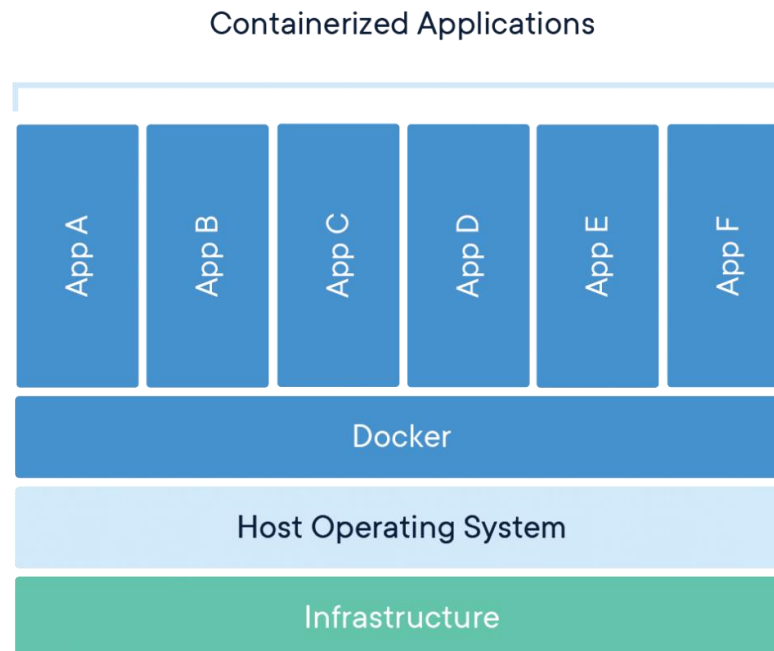 Containerized Applications
App A
App B
App C
App D
App E
App F
Docker
Host Operating System
Infrastructure